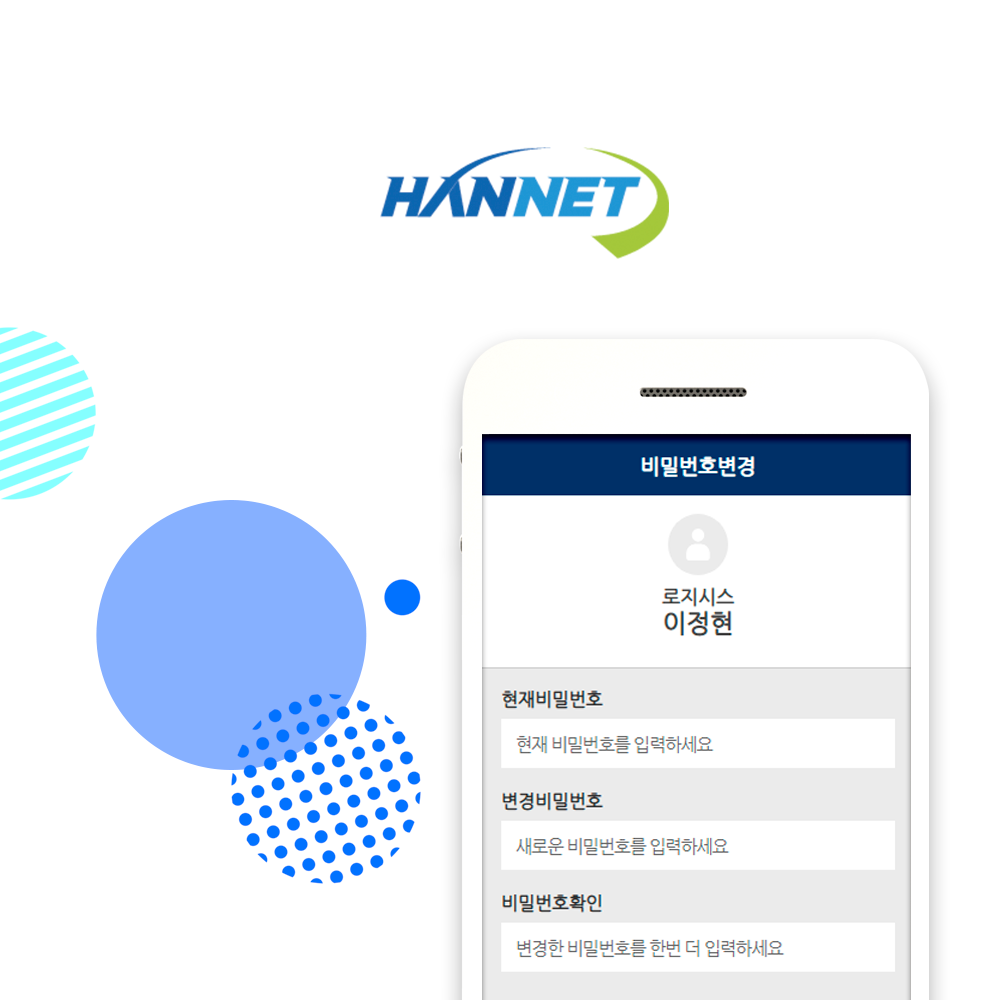 HANNET
비밀번호변경
로지시스
이정현
현재비밀번호
현재 비밀번호를 입력하세요
변경비밀번호
새로운 비밀번호를 입력하세요
비밀번호확인
변경한 비밀번호를 한번 더 입력하세요